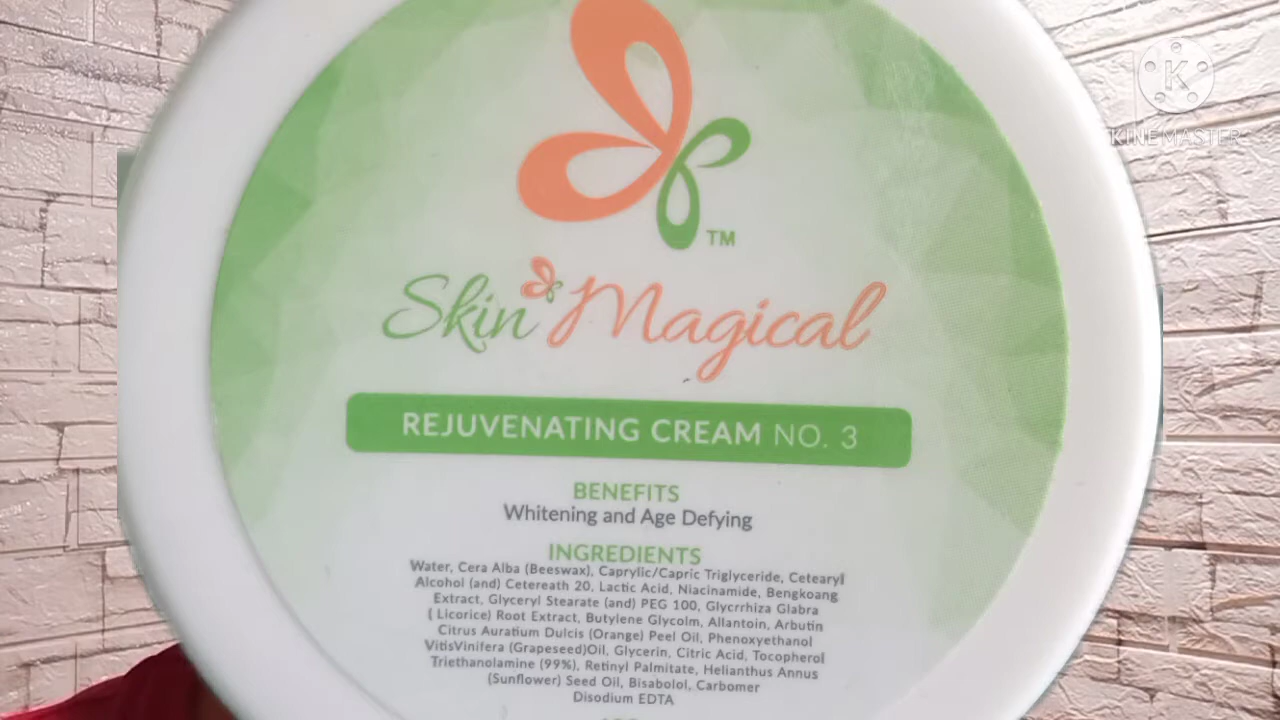 K
KINEMASTER
TM
Skin Magical
REJUVENATING CREAM NO. 3
BENEFITS
Whitening and Age Defying
INGREDIENTS
Water, Cera Alba (Beeswax), Caprylic/Capric Triglyceride, Cetearyl
Alcohol (and) Cetereath 20, Lactic Acid, Niacinamide, Bengkoang
Extract, Glyceryl Stearate (and) PEG 100, Glycrrhiza Glabra
( Licorice) Root Extract, Butylene Glycolm, Allantoin, Arbutin
Citrus Auratium Dulcis (Orange) Peel Oil, Phenoxyethanol
VitisVinifera (Grapeseed)Oil, Glycerin, Citric Acid, Tocopherol
Triethanolamine (99%), Retinyl Palmitate, Helianthus Annus
(Sunflower) Seed Oil, Bisabolol, Carbomer
Disodium EDTA